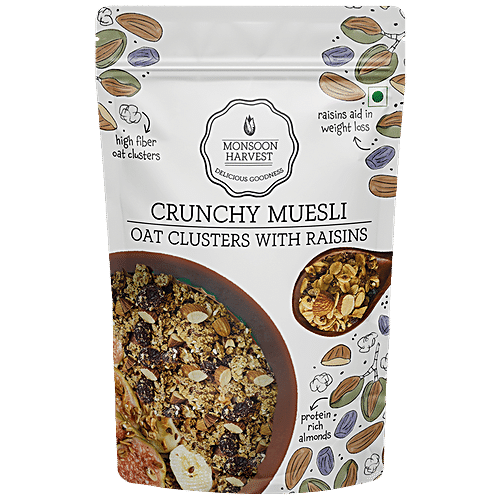 high fiber
oat clusters
raisins aid in
weight loss
MONSOON
HARVEST
DELICIOUS GOODNESS
CRUNCHY MUESLI
OAT CLUSTERS WITH RAISINS
protein
rich
almonds